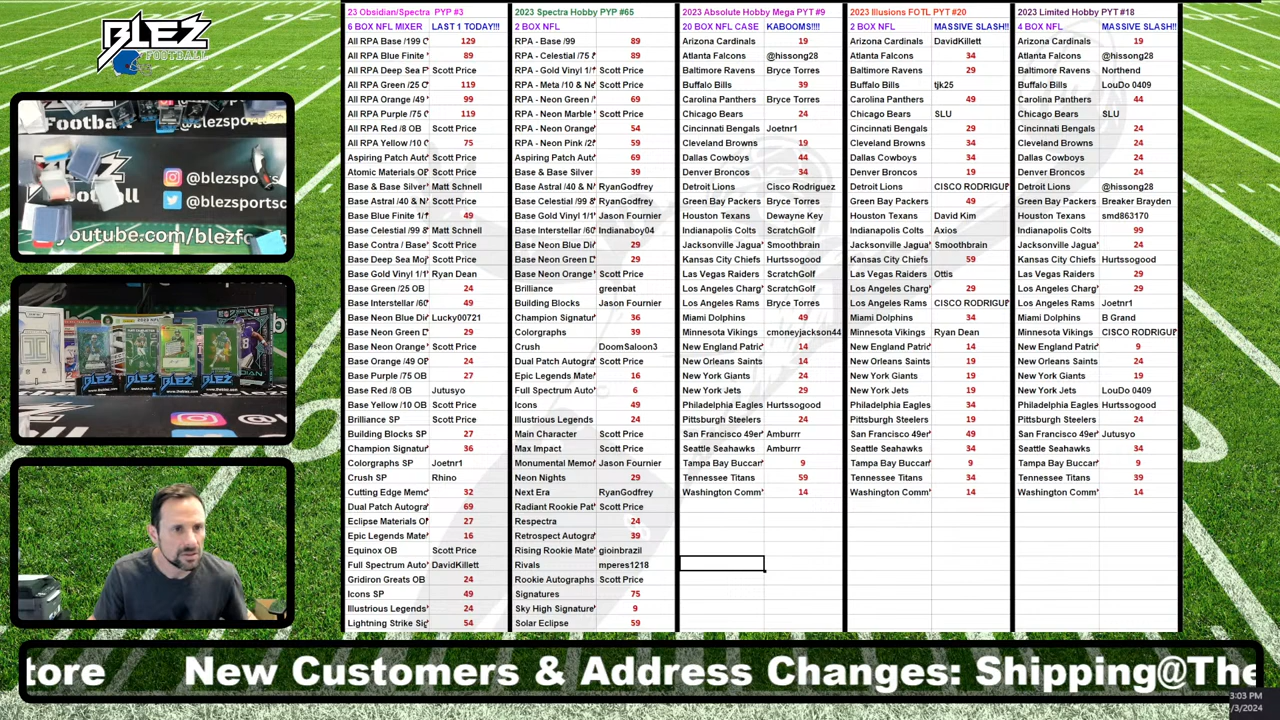 BLEZ
FOOTBALL
Football
@blezsports
@blezsportsc
youtube.com/blezfo
23 Obsidian/Spectra PYP #3
6 BOX NFL MIXER LAST 1 TODAY!!!
All RPA Base /199 129
All RPA Blue Finite 89
All RPA Deep Sea Scott Price
All RPA Green /25 119
All RPA Orange /49 99
All RPA Purple /75 119
All RPA Red /8 OB Scott Price
All RPA Yellow /10 75
Aspiring Patch Aut Scott Price
Atomic Materials OB Scott Price
Base & Base Silver Matt Schnell
Base Astral /40 & N Scott Price
Base Blue Finite 1/ 49
Base Celestial /99 & Matt Schnell
Base Contra / Base Scott Price
Base Deep Sea Moj Scott Price
Base Gold Vinyl 1/1 Ryan Dean
Base Green /25 OB 24
Base Interstellar /60 49
Base Neon Blue Di Lucky00721
Base Neon Green D 29
Base Neon Orange Scott Price
Base Orange /49 OB 24
Base Purple /75 OB 27
Base Red /8 OB Jutusyo
Base Yellow /10 OB Scott Price
Brilliance SP Scott Price
Building Blocks SP 27
Champion Signatur 36
Colorgraphs SP Joetnr1
Crush SP Rhino
Cutting Edge Memo 32
Dual Patch Autogra 69
Eclipse Materials O 27
Epic Legends Mate 16
Equinox OB Scott Price
Full Spectrum Auto DavidKillett
Gridiron Greats OB 24
Icons SP 49
Illustrious Legends 24
Lightning Strike Sig 54
2023 Spectra Hobby PYP #65
2 BOX NFL
RPA - Base /99 89
RPA - Celestial /75 89
RPA - Gold Vinyl 1/ Scott Price
RPA - Meta /10 & Ne Scott Price
RPA - Neon Green / 69
RPA - Neon Marble Scott Price
RPA - Neon Orange 54
RPA - Neon Pink /2 59
Aspiring Patch Aut 69
Base & Base Silver 39
Base Astral /40 & N RyanGodfrey
Base Celestial /99 & RyanGodfrey
Base Gold Vinyl 1/1 Jason Fournier
Base Interstellar /60 Indianaboy04
Base Neon Blue Di 29
Base Neon Green D 29
Base Neon Orange Scott Price
Brilliance greenbat
Building Blocks Jason Fournier
Champion Signatur 36
Colorgraphs 39
Crush DoomSaloon3
Dual Patch Autogra Scott Price
Epic Legends Mate 16
Full Spectrum Auto 6
Icons 49
Illustrious Legends 24
Main Character Scott Price
Max Impact Scott Price
Monumental Memo Jason Fournier
Neon Nights 29
Next Era RyanGodfrey
Radiant Rookie Pat Scott Price
Respectra 24
Retrospect Autogra 39
Rising Rookie Mate gioinbrazil
Rivals mperes1218
Rookie Autographs Scott Price
Signatures 75
Sky High Signature 9
Solar Eclipse 59
2023 Absolute Hobby Mega PYT #9
20 BOX NFL CASE KABOOMS!!!!
Arizona Cardinals 19
Atlanta Falcons @hissong28
Baltimore Ravens Bryce Torres
Buffalo Bills 39
Carolina Panthers Bryce Torres
Chicago Bears 24
Cincinnati Bengals Joetnr1
Cleveland Browns 19
Dallas Cowboys 44
Denver Broncos 34
Detroit Lions Cisco Rodriguez
Green Bay Packers Bryce Torres
Houston Texans Dewayne Key
Indianapolis Colts ScratchGolf
Jacksonville Jagua Smoothbrain
Kansas City Chiefs Hurtssogood
Las Vegas Raiders ScratchGolf
Los Angeles Charg ScratchGolf
Los Angeles Rams Bryce Torres
Miami Dolphins 49
Minnesota Vikings cmoneyjackson44
New England Patric 14
New Orleans Saints 14
New York Giants 24
New York Jets 29
Philadelphia Eagles Hurtssogood
Pittsburgh Steelers 24
San Francisco 49er Amburrr
Seattle Seahawks Amburrr
Tampa Bay Buccan 9
Tennessee Titans 59
Washington Comm 14
2023 Illusions FOTL PYT #20
2 BOX NFL MASSIVE SLASH!!
Arizona Cardinals DavidKillett
Atlanta Falcons 34
Baltimore Ravens 29
Buffalo Bills tjk25
Carolina Panthers 49
Chicago Bears SLU
Cincinnati Bengals 29
Cleveland Browns 34
Dallas Cowboys 34
Denver Broncos 19
Detroit Lions CISCO RODRIGU
Green Bay Packers 49
Houston Texans David Kim
Indianapolis Colts Axios
Jacksonville Jagua Smoothbrain
Kansas City Chiefs 59
Las Vegas Raiders Ottis
Los Angeles Charg 29
Los Angeles Rams CISCO RODRIGU
Miami Dolphins 34
Minnesota Vikings Ryan Dean
New England Patric 14
New Orleans Saints 19
New York Giants 19
New York Jets 19
Philadelphia Eagles 34
Pittsburgh Steelers 19
San Francisco 49er 49
Seattle Seahawks 34
Tampa Bay Buccan 9
Tennessee Titans 34
Washington Comm 14
2023 Limited Hobby PYT #18
4 BOX NFL MASSIVE SLASH!!!
Arizona Cardinals 19
Atlanta Falcons @hissong28
Baltimore Ravens Northend
Buffalo Bills LouDo 0409
Carolina Panthers 44
Chicago Bears SLU
Cincinnati Bengals 24
Cleveland Browns 24
Dallas Cowboys 24
Denver Broncos 24
Detroit Lions @hissong28
Green Bay Packers Breaker Brayden
Houston Texans smd863170
Indianapolis Colts 99
Jacksonville Jagua 24
Kansas City Chiefs Hurtssogood
Las Vegas Raiders 29
Los Angeles Charg 29
Los Angeles Rams Joetnr1
Miami Dolphins B Grand
Minnesota Vikings CISCO RODRIGU
New England Patric 9
New Orleans Saints 24
New York Giants 19
New York Jets LouDo 0409
Philadelphia Eagles Hurtssogood
Pittsburgh Steelers 24
San Francisco 49er Jutusyo
Seattle Seahawks 34
Tampa Bay Buccan 9
Tennessee Titans 39
Washington Comm 14
tore New Customers & Address Changes: Shipping@The
3:03 PM
/3/2024